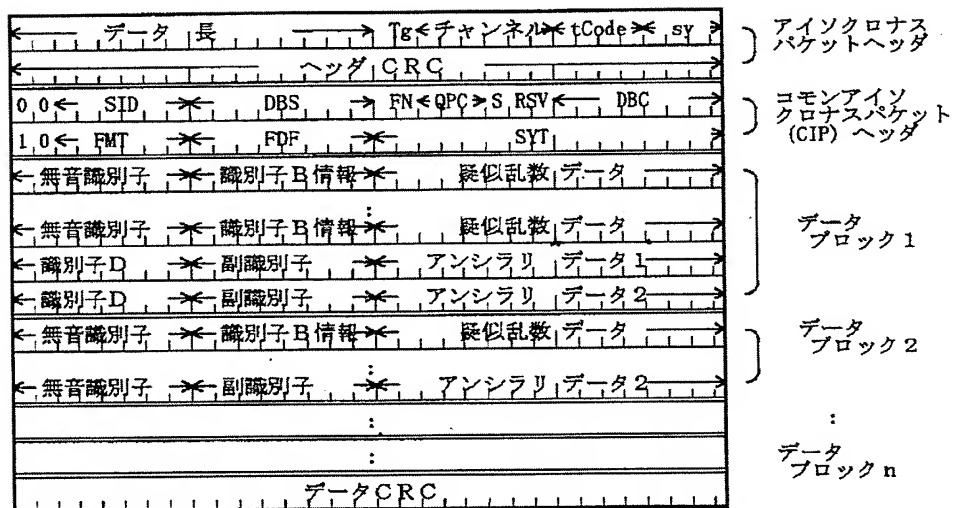 データ長 Tg チャンネル tCode sy
アイソクロナス
パケットヘッダ
ヘッダCRC
0 0 SID DBS FN QPC S RSV DBC
コモンアイソ
クロナスパケット
(CIP) ヘッダ
1 0 FMT FDF SYT
無音識別子 識別子B情報 疑似乱数データ
:
無音識別子 識別子B情報 疑似乱数データ
データ
ブロック1
識別子D 副識別子 アンシラリデータ1
識別子D 副識別子 アンシラリデータ2
無音識別子 識別子B情報 疑似乱数データ
データ
ブロック2
:
無音識別子 副識別子 アンシラリデータ2
:
:
:
データ
ブロックn
データCRC